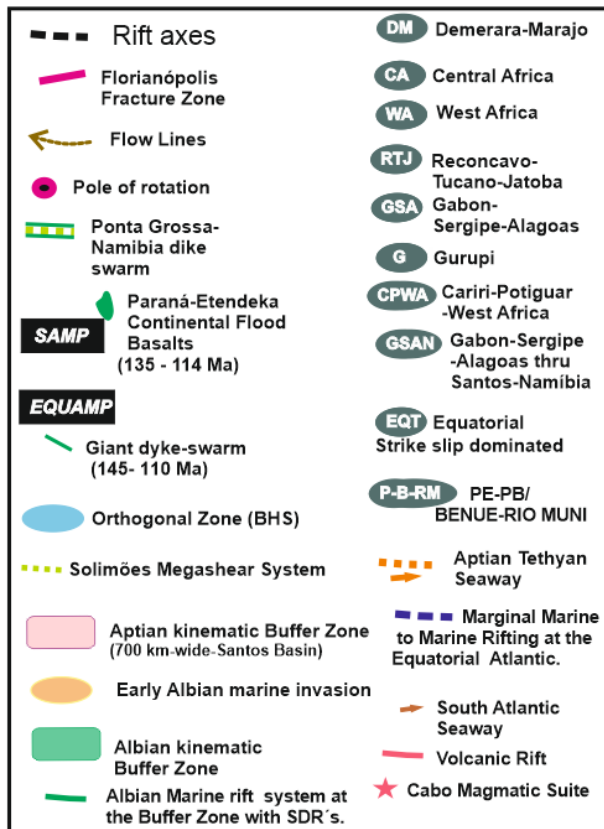 Rift axes
Florianópolis
Fracture Zone
Flow Lines
Pole of rotation
Ponta Grossa-
Namibia dike
swarm
Paraná-Etendeka
Continental Flood
Basalts
(135 - 114 Ma)
SAMP
EQUAMP
Giant dyke-swarm
(145- 110 Ma)
Orthogonal Zone (BHS)
Solimões Megashear System
Aptian kinematic Buffer Zone
(700 km-wide-Santos Basin)
Early Albian marine invasion
Albian kinematic
Buffer Zone
Albian Marine rift system at
the Buffer Zone with SDR´s.
DM Demerara-Marajo
CA Central Africa
WA West Africa
RTJ Reconcavo-
Tucano-Jatoba
GSA Gabon-
Sergipe-Alagoas
G Gurupi
CPWA Cariri-Potiguar
-West Africa
GSAN Gabon-Sergipe
-Alagoas thru
Santos-Namíbia
EQT Equatorial
Strike slip dominated
P-B-RM PE-PB/
BENUE-RIO MUNI
Aptian Tethyan
Seaway
Marginal Marine
to Marine Rifting at the
Equatorial Atlantic.
South Atlantic
Seaway
Volcanic Rift
Cabo Magmatic Suite